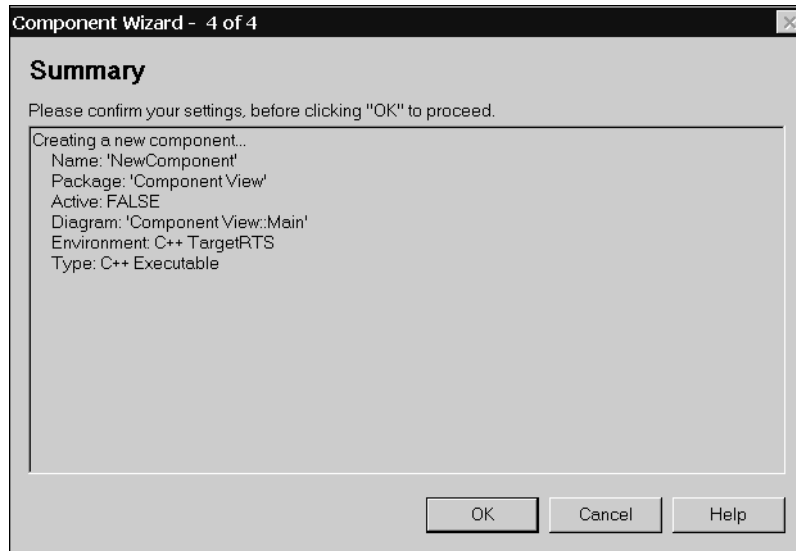 Component Wizard - 4 of 4
Summary
Please confirm your settings, before clicking "OK" to proceed.
Creating a new component...
Name: 'NewComponent'
Package: 'Component View'
Active: FALSE
Diagram: 'Component View::Main'
Environment: C++ TargetRTS
Type: C++ Executable
OK Cancel Help